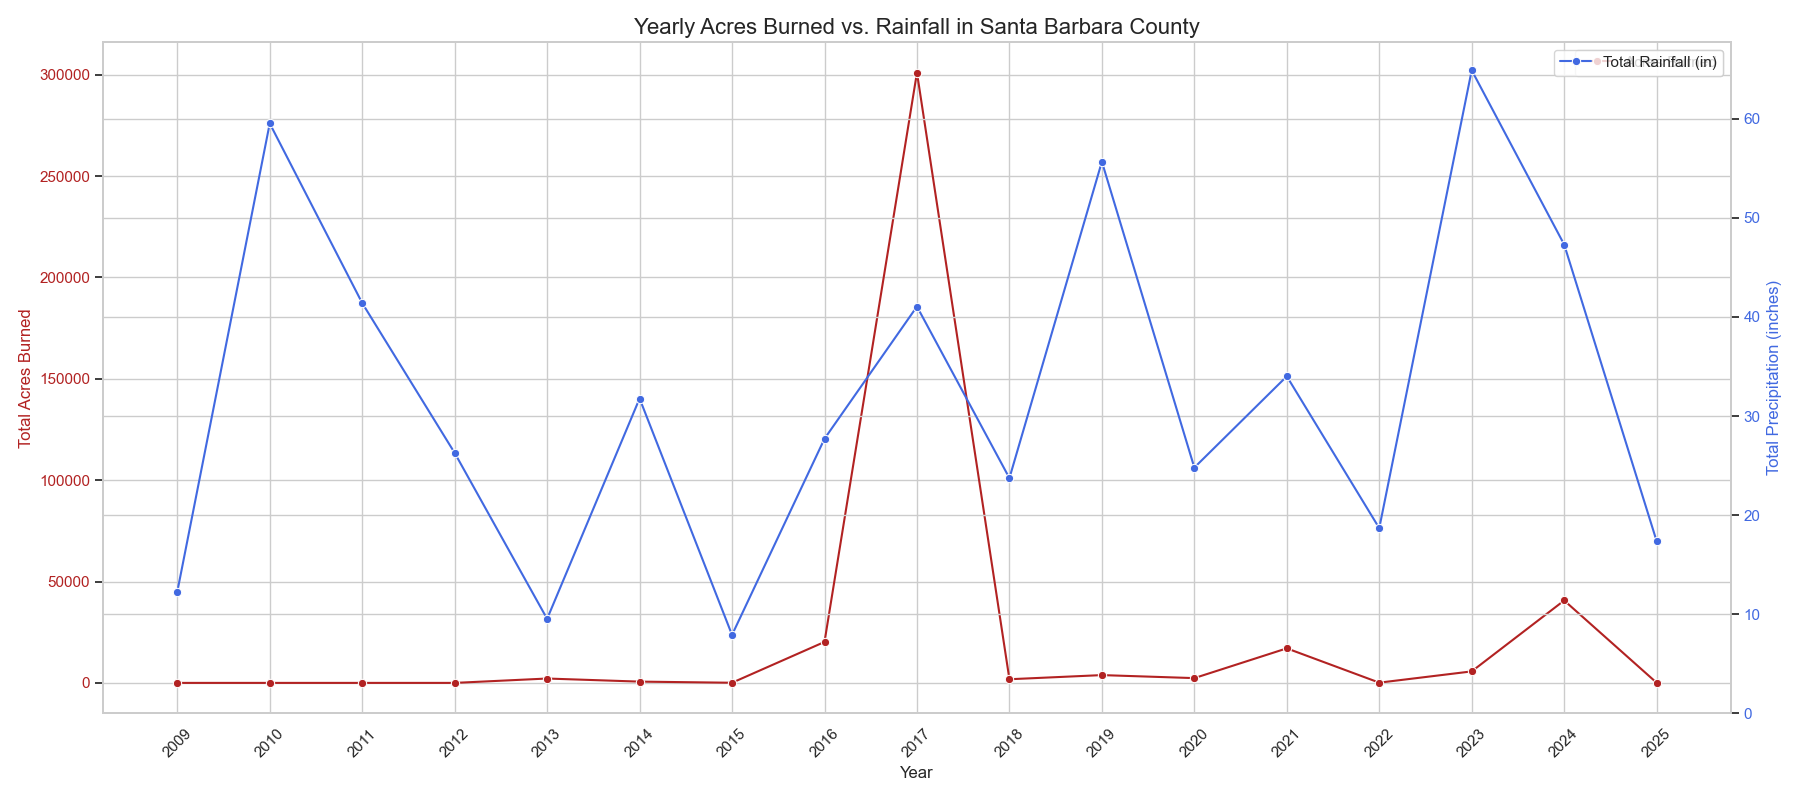 Yearly Acres Burned vs. Rainfall in Santa Barbara County
Total Rainfall (in)
Total Acres Burned
300000
250000
200000
150000
100000
50000
0
Total Precipitation (inches)
60
50
40
30
20
10
0
2009 2010 2011 2012 2013 2014 2015 2016 2017 2018 2019 2020 2021 2022 2023 2024 2025
Year